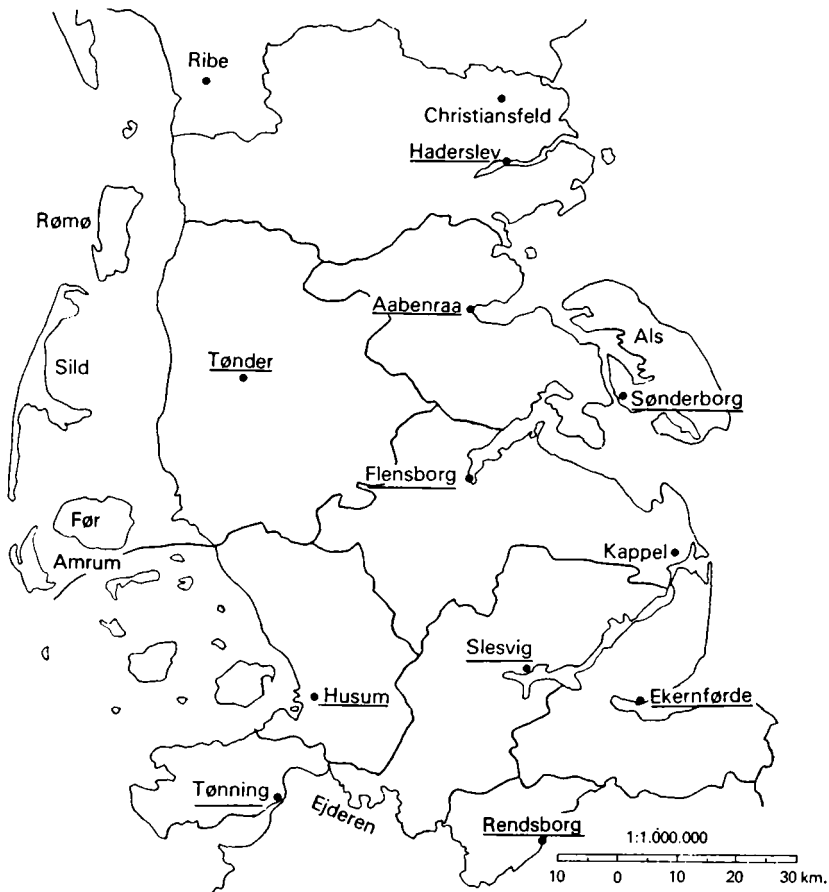 Ribe
Christiansfeld
Haderslev
Rømø
Aabenraa
Als
Sild
Tønder
Sønderborg
Flensborg
Før
Amrum
Kappel
Slesvig
Husum
Ekernførde
Tønning
Ejderen
Rendsborg
1:1.000.000
10 0 10 20 30 km.